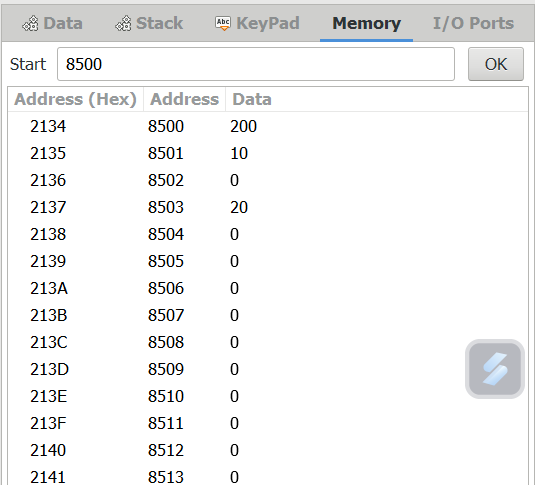 Data Stack Abc KeyPad Memory I/O Ports
Start 8500 OK
Address (Hex) Address Data
2134 8500 200
2135 8501 10
2136 8502 0
2137 8503 20
2138 8504 0
2139 8505 0
213A 8506 0
213B 8507 0
213C 8508 0
213D 8509 0
213E 8510 0
213F 8511 0
2140 8512 0
2141 8513 0